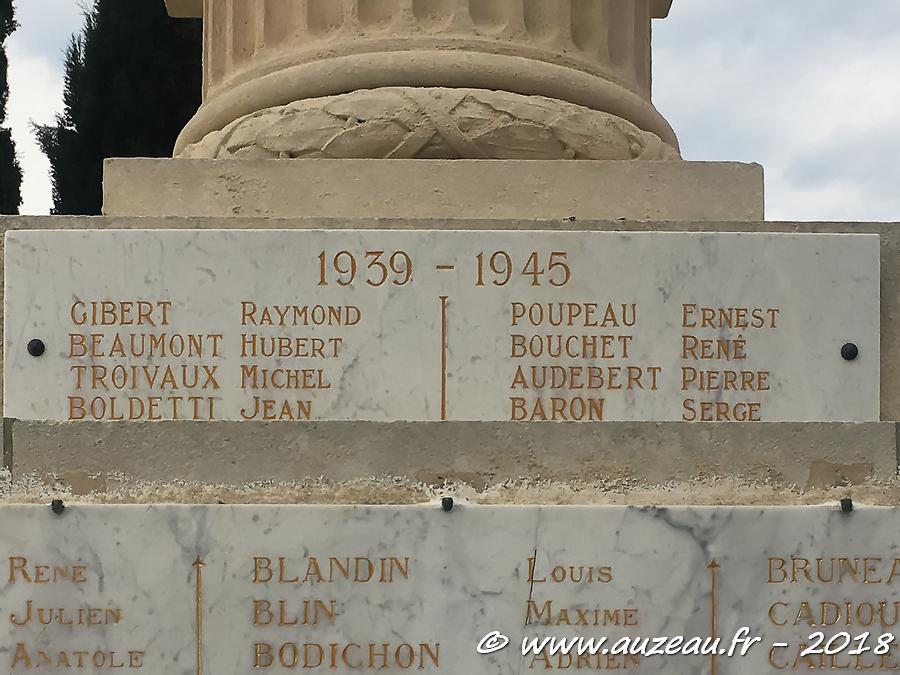 1939 - 1945
GIBERT RAYMOND
BEAUMONT HUBERT
TROIVAUX MICHEL
BOLDETTI JEAN
POUPEAU ERNEST
BOUCHET RENÉ
AUDEBERT PIERRE
BARON SERGE
RENÉ BLANDIN LOUIS
JULIEN BLIN MAXIME
ANATOLE BODICHON ADRIEN
© www.auzeau.fr - 2018